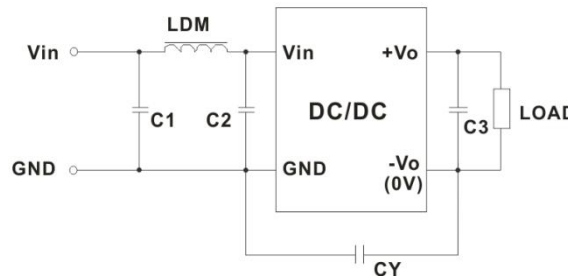 LDM
Vin
Vin
+Vo
C1
C2
DC/DC
C3
LOAD
GND
GND
-Vo
(0V)
CY